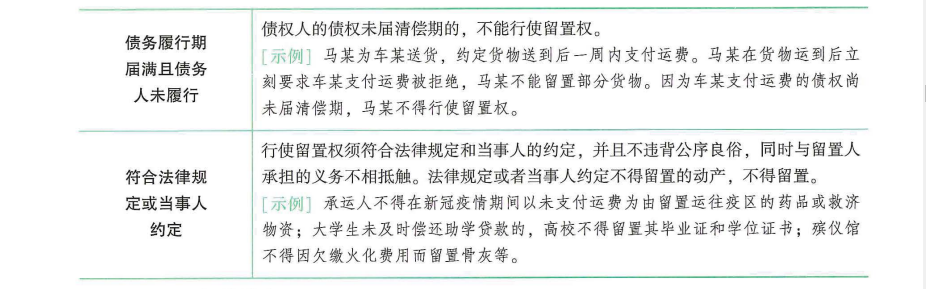 债务履行期
届满且债务
人未履行
债权人的债权未届清偿期的，不能行使留置权。
［示例］ 马某为车某送货，约定货物送到后一周内支付运费。马某在货物运到后立
刻要求车某支付运费被拒绝，马某不能留置部分货物。因为车某支付运费的债权尚
未届清偿期，马某不得行使留置权。
符合法律规
定或当事人
约定
行使留置权须符合法律规定和当事人的约定，并且不违背公序良俗，同时与留置人
承担的义务不相抵触。法律规定或者当事人约定不得留置的动产，不得留置。
［示例］ 承运人不得在新冠疫情期间以未支付运费为由留置运往疫区的药品或救济
物资；大学生未及时偿还助学贷款的，高校不得留置其毕业证和学位证书；殡仪馆
不得因欠缴火化费用而留置骨灰等。